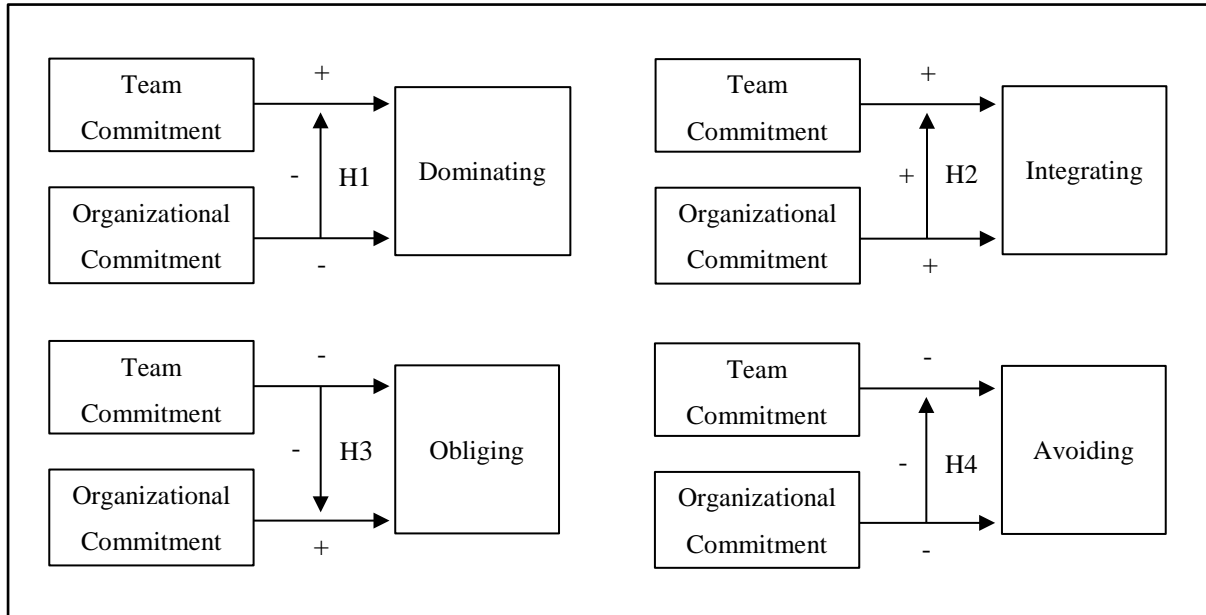 Team
Commitment
+
-
H1
Dominating
Organizational
Commitment
-
Team
Commitment
+
+
H2
Integrating
Organizational
Commitment
+
Team
Commitment
-
-
H3
Obliging
Organizational
Commitment
+
Team
Commitment
-
-
H4
Avoiding
Organizational
Commitment
-